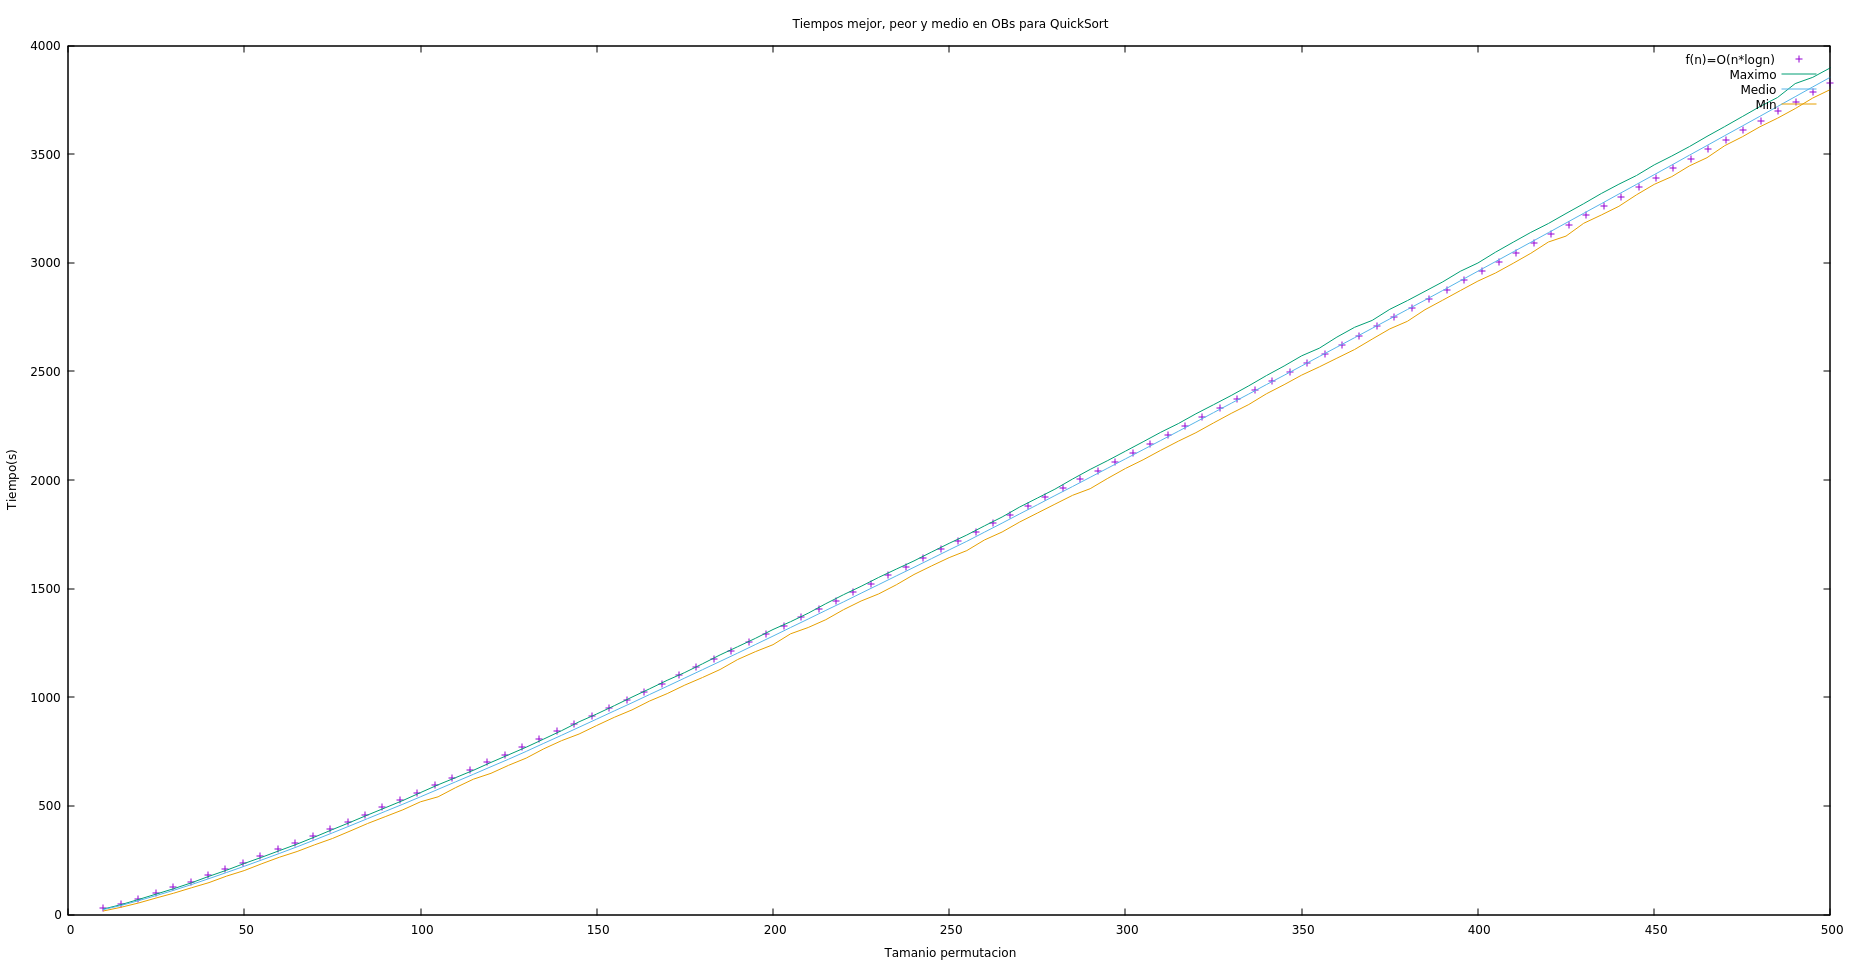 Tiempos mejor, peor y medio en OBs para QuickSort
4000
3500
3000
2500
2000
1500
1000
500
0
Tiempo(s)
f(n)=O(n*logn)
Maximo
Medio
Min
0 50 100 150 200 250 300 350 400 450 500
Tamanio permutacion